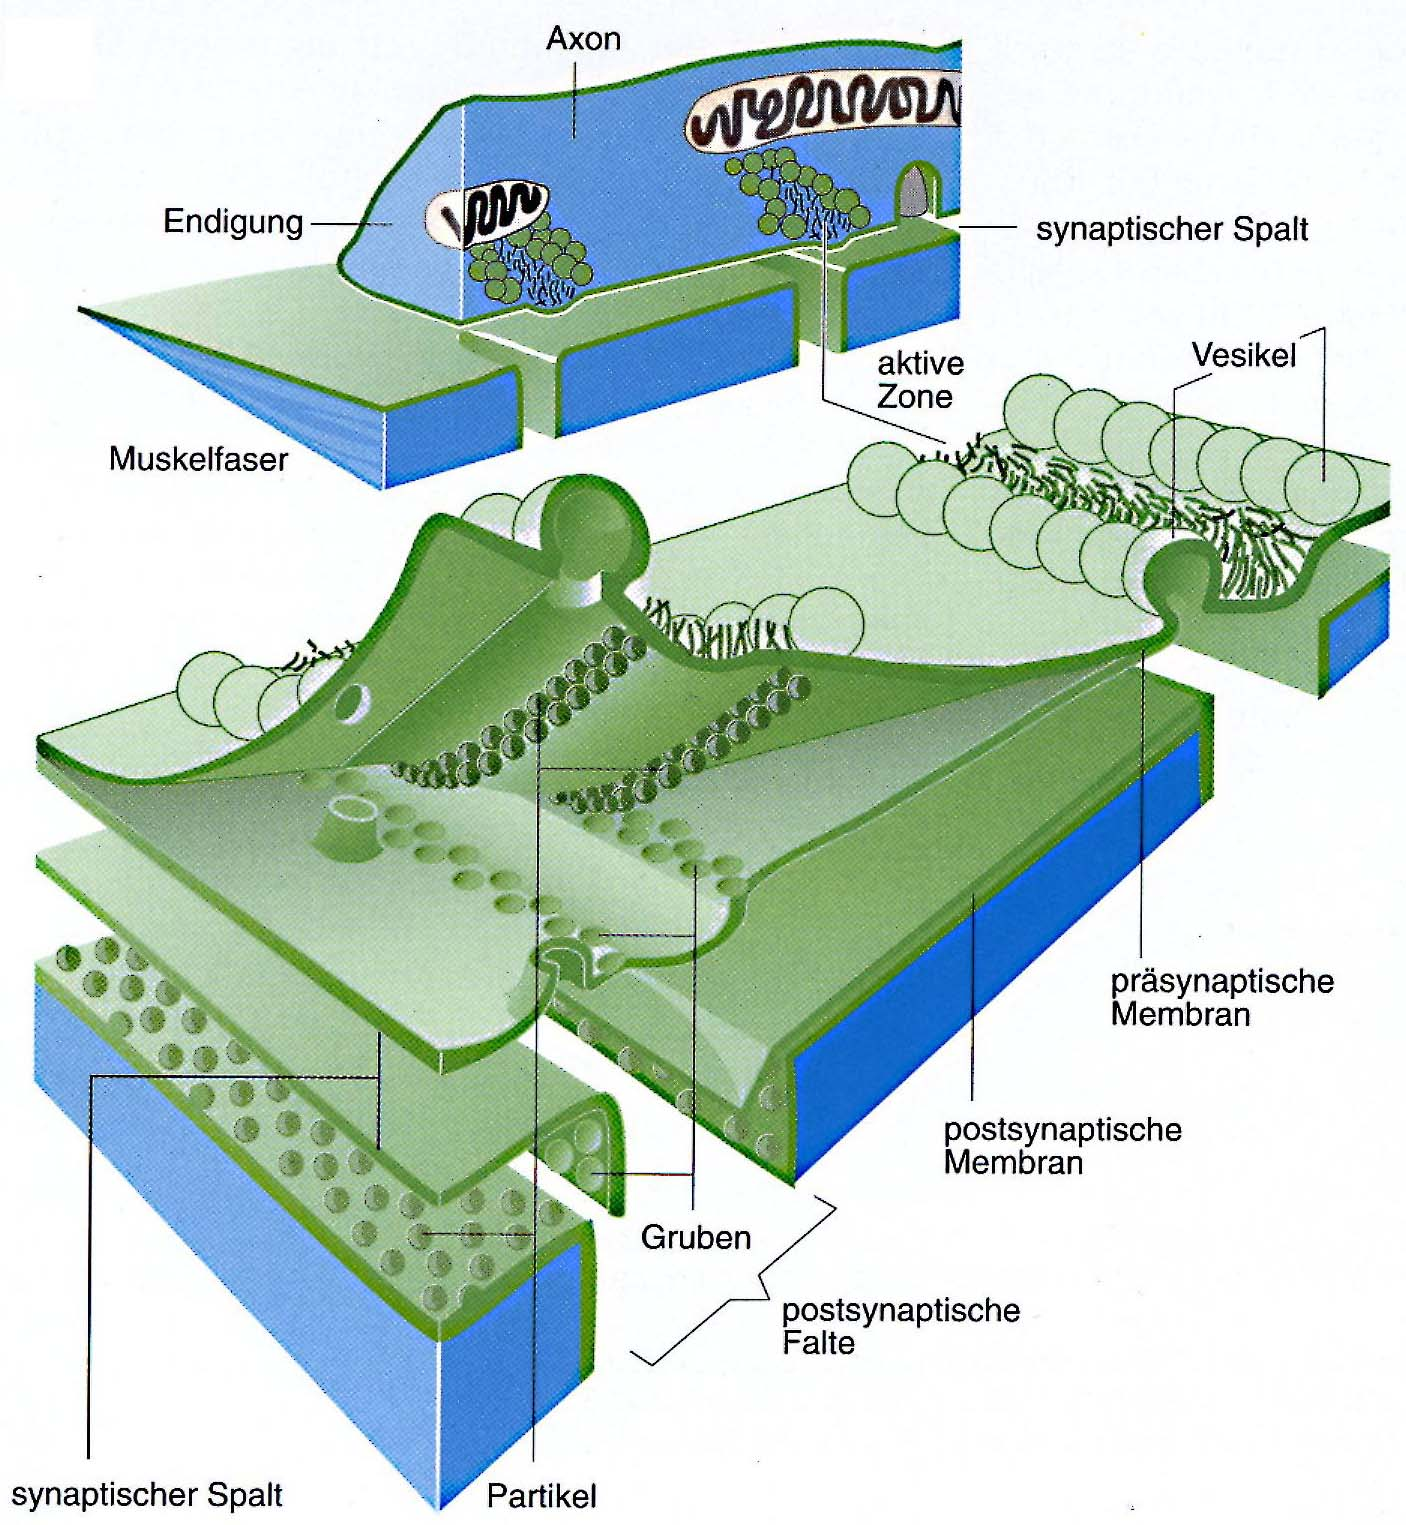 Axon
Endigung
synaptischer Spalt
aktive
Zone
Vesikel
Muskelfaser
präsynaptische
Membran
postsynaptische
Membran
Gruben
postsynaptische
Falte
synaptischer Spalt
Partikel